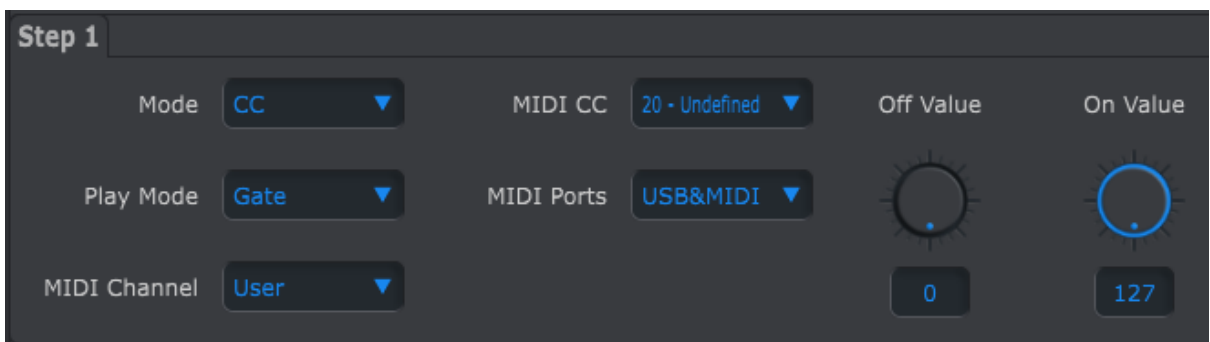 Step 1
Mode CC MIDI CC 20 - Undefined Off Value On Value
Play Mode Gate MIDI Ports USB&MIDI
MIDI Channel User 0 127